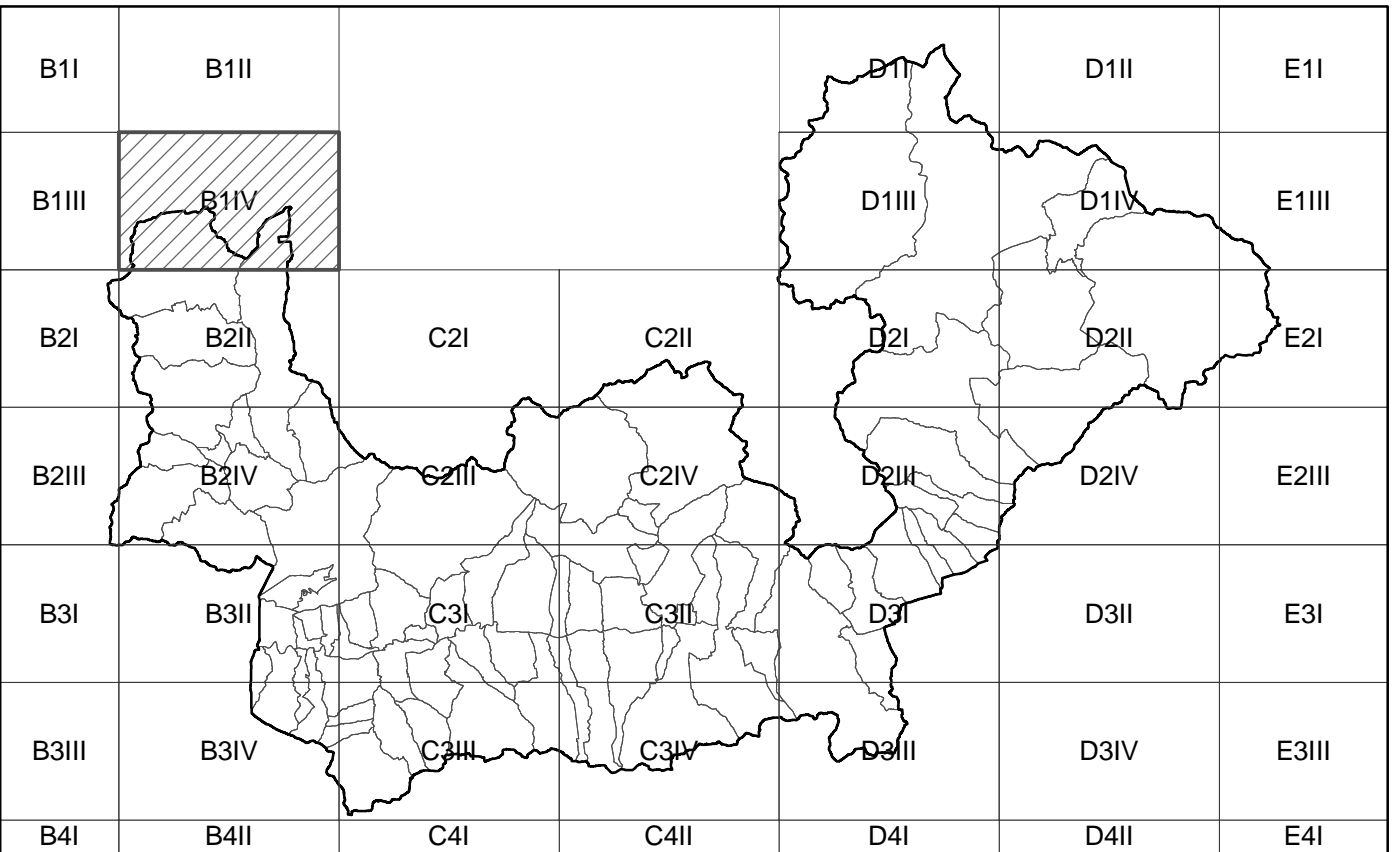 B1I B1II D1I D1II E1I
B1III B1IV D1III D1IV E1III
B2I B2II C2I C2II D2I D2II E2I
B2III B2IV C2III C2IV D2III D2IV E2III
B3I B3II C3I C3II D3I D3II E3I
B3III B3IV C3III C3IV D3III D3IV E3III
B4I B4II C4I C4II D4I D4II E4I